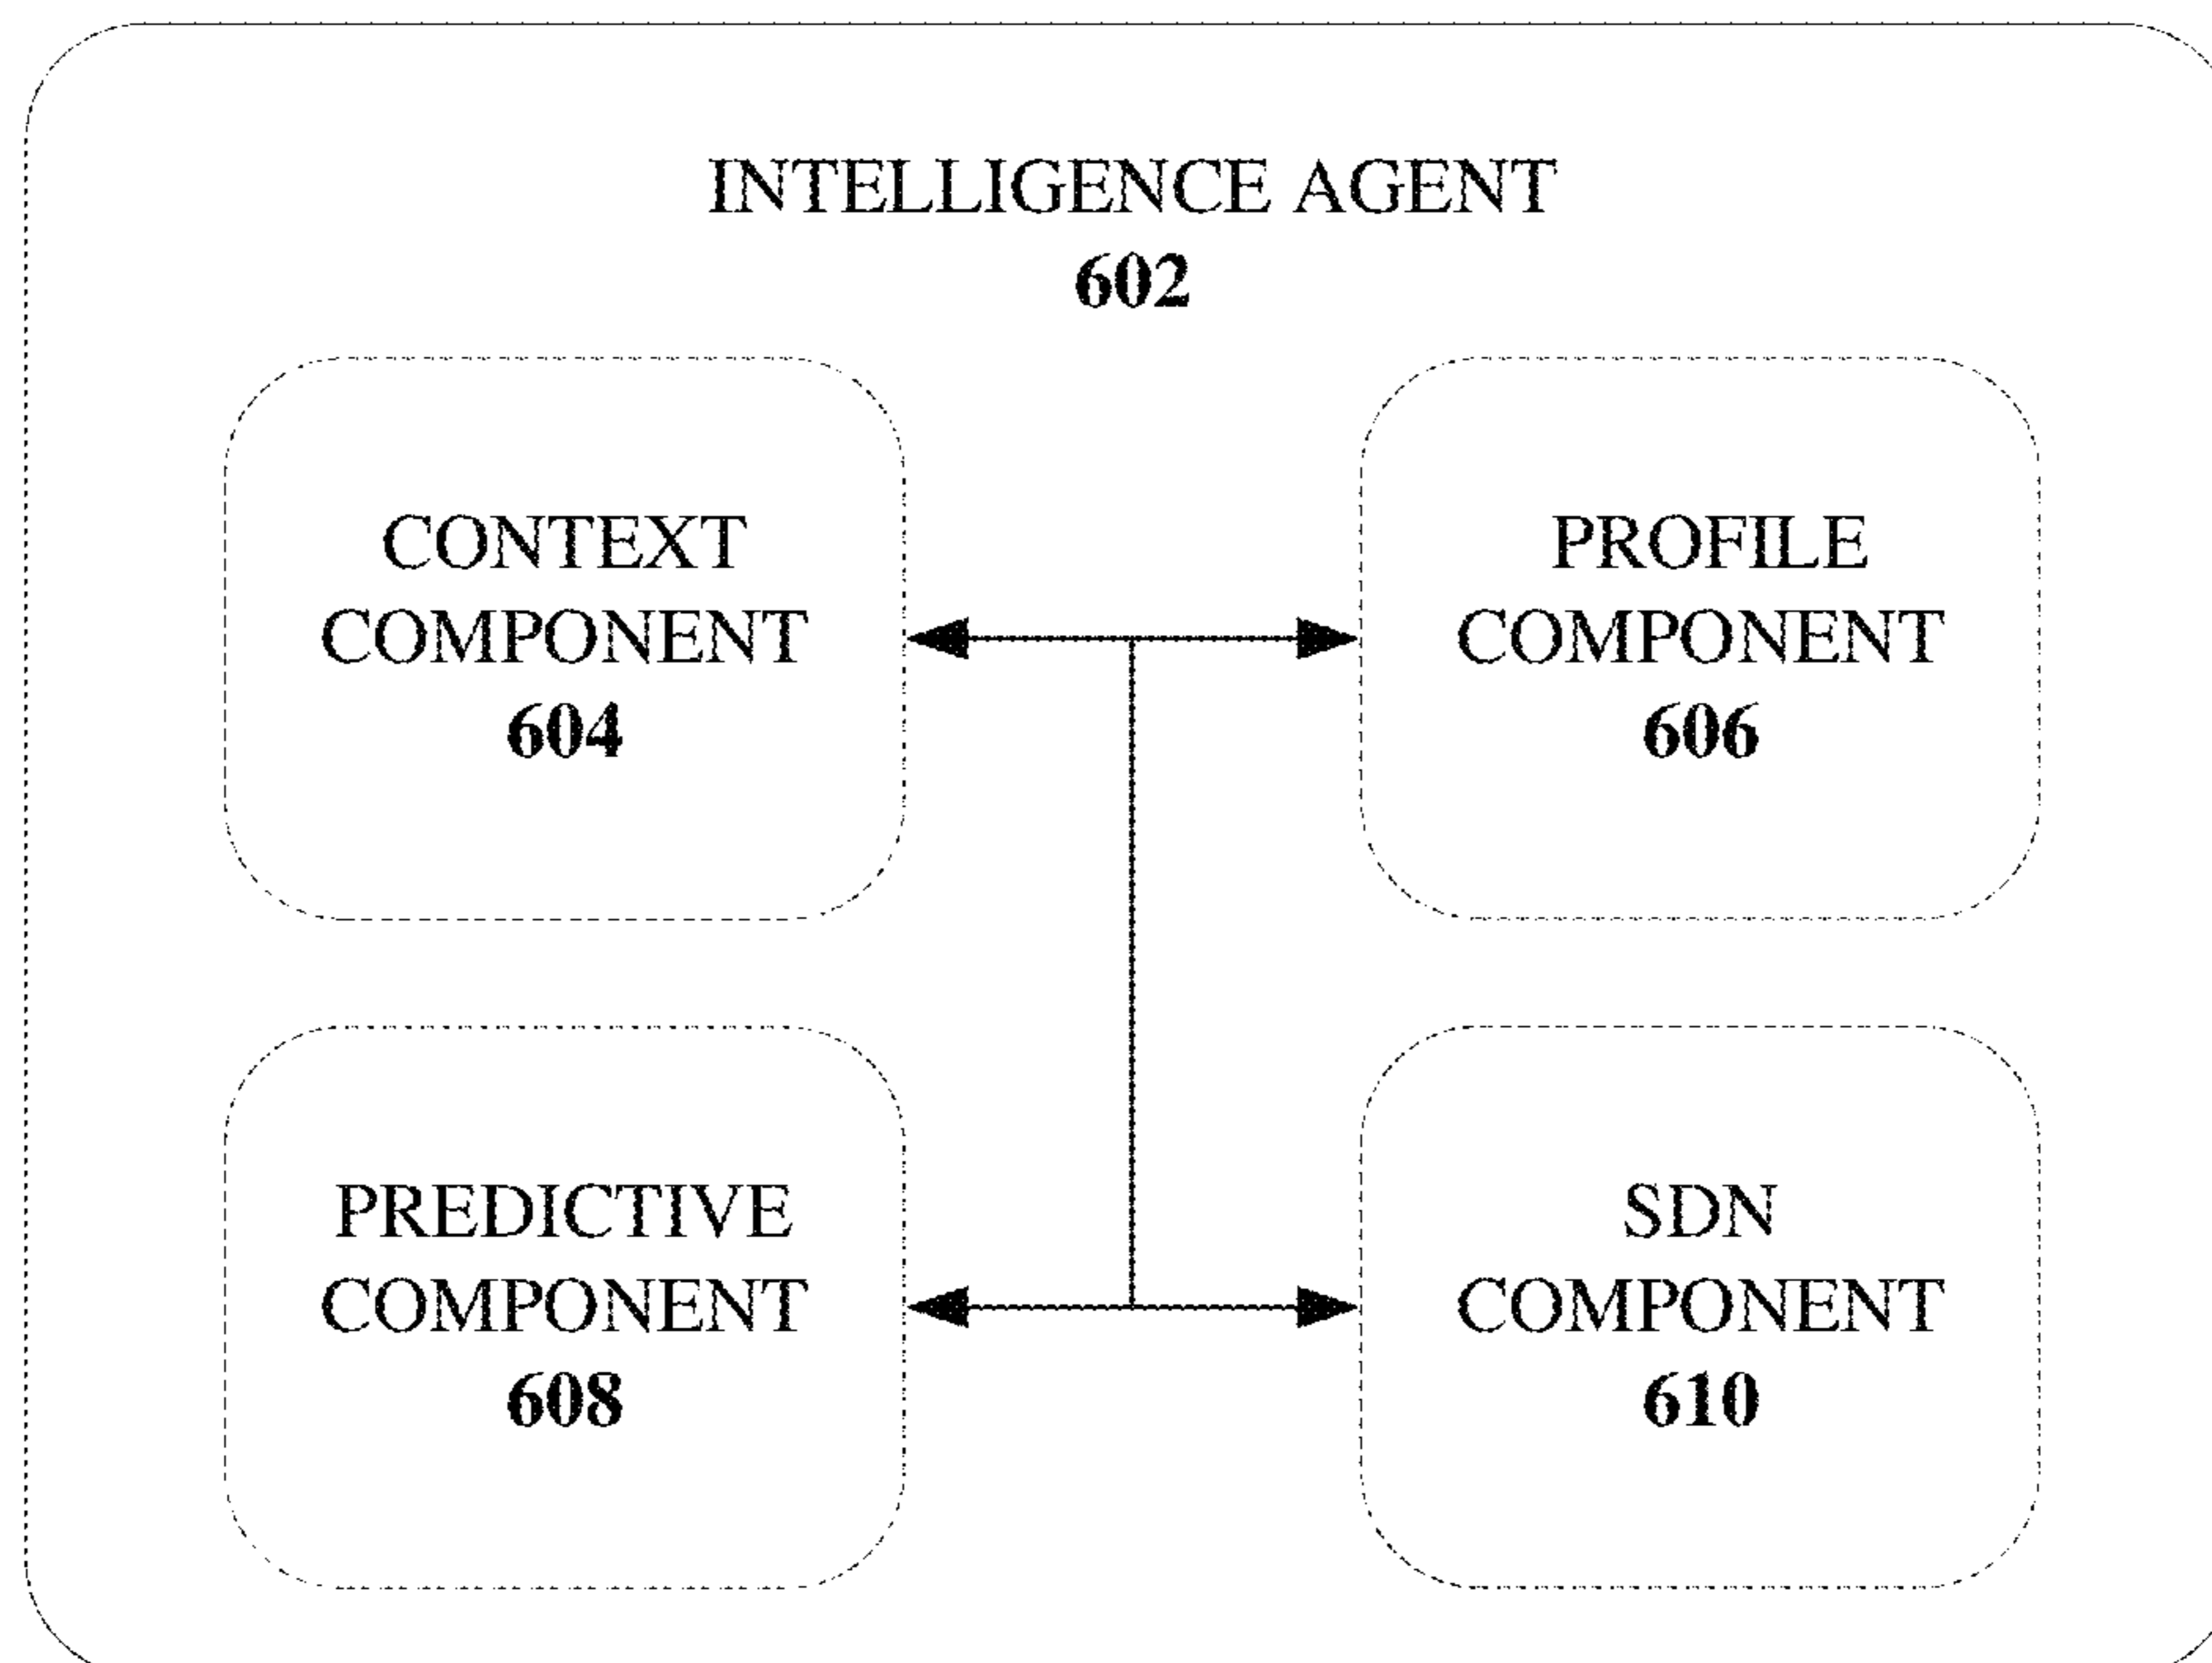 INTELLIGENCE AGENT
602
CONTEXT
COMPONENT
604
PROFILE
COMPONENT
606
PREDICTIVE
COMPONENT
608
SDN
COMPONENT
610